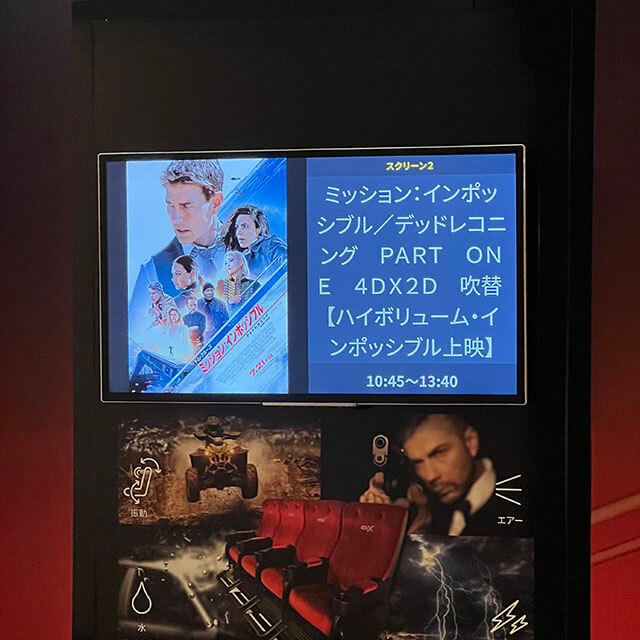 スクリーン2
ミッション：インポッ
シブル／デッドレコニ
ング PART ON
E 4DX2D 吹替
【ハイボリューム・イ
ンポッシブル上映】
10:45～13:40
ミッション:インポッシブル
7.21
振動
エアー
水
4DX